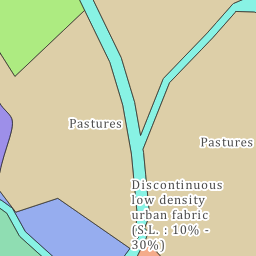 Pastures
Pastures
Discontinuous
low density
urban fabric
(S.L. : 10% -
30%)